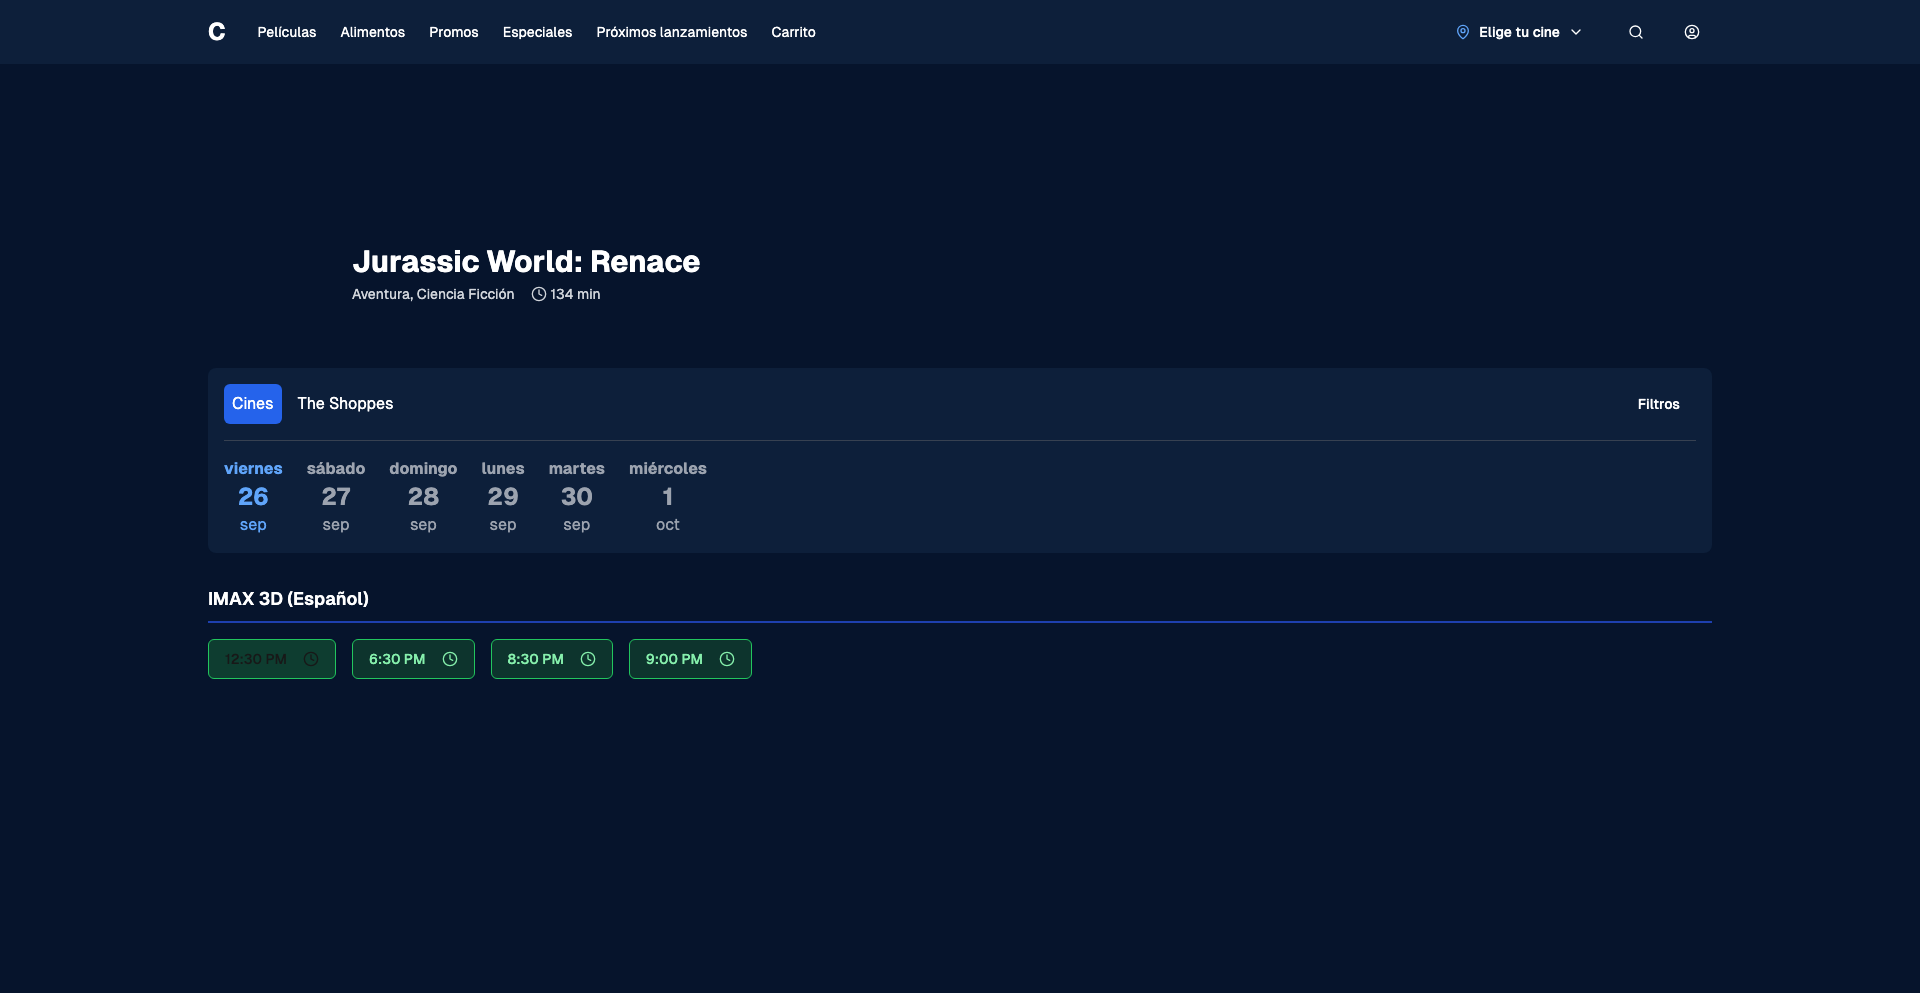 C Películas Alimentos Promos Especiales Próximos lanzamientos Carrito Elige tu cine
Jurassic World: Renace
Aventura, Ciencia Ficción 134 min
Cines The Shoppes Filtros
viernes sábado domingo lunes martes miércoles
26 27 28 29 30 1
sep sep sep sep sep oct
IMAX 3D (Español)
12:30 PM 6:30 PM 8:30 PM 9:00 PM